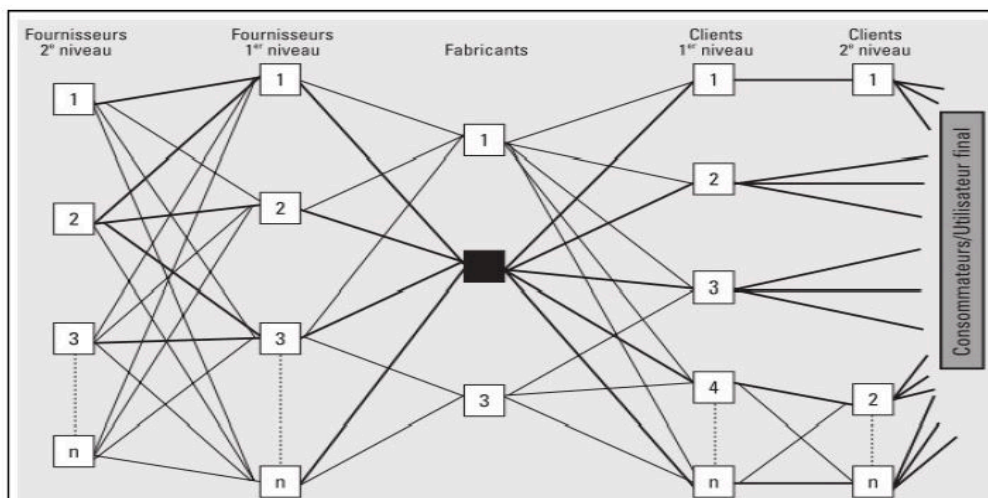 Fournisseurs
2e niveau
Fournisseurs
1er niveau
Fabricants
Clients
1er niveau
Clients
2e niveau
1
2
3
n
1
2
3
n
1
3
1
2
3
4
n
1
2
n
Consommateurs/Utilisateur final